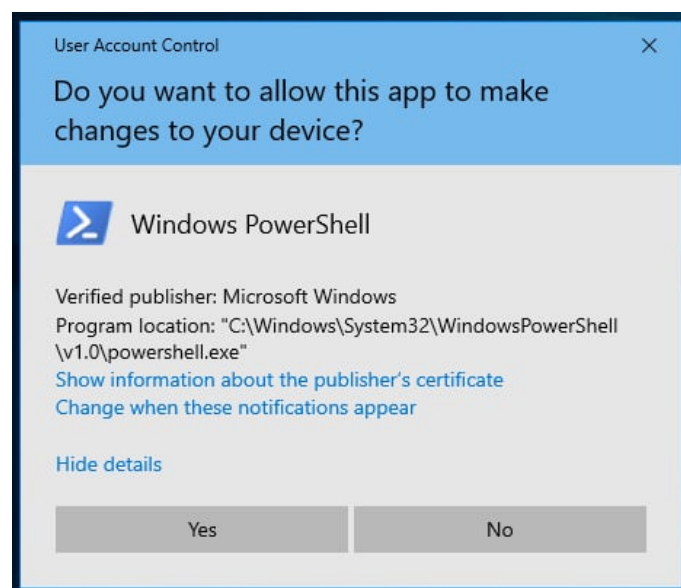 User Account Control
Do you want to allow this app to make
changes to your device?
Windows PowerShell
Verified publisher: Microsoft Windows
Program location: "C:\Windows\System32\WindowsPowerShell
\v1.0\powershell.exe"
Show information about the publisher's certificate
Change when these notifications appear
Hide details
Yes
No